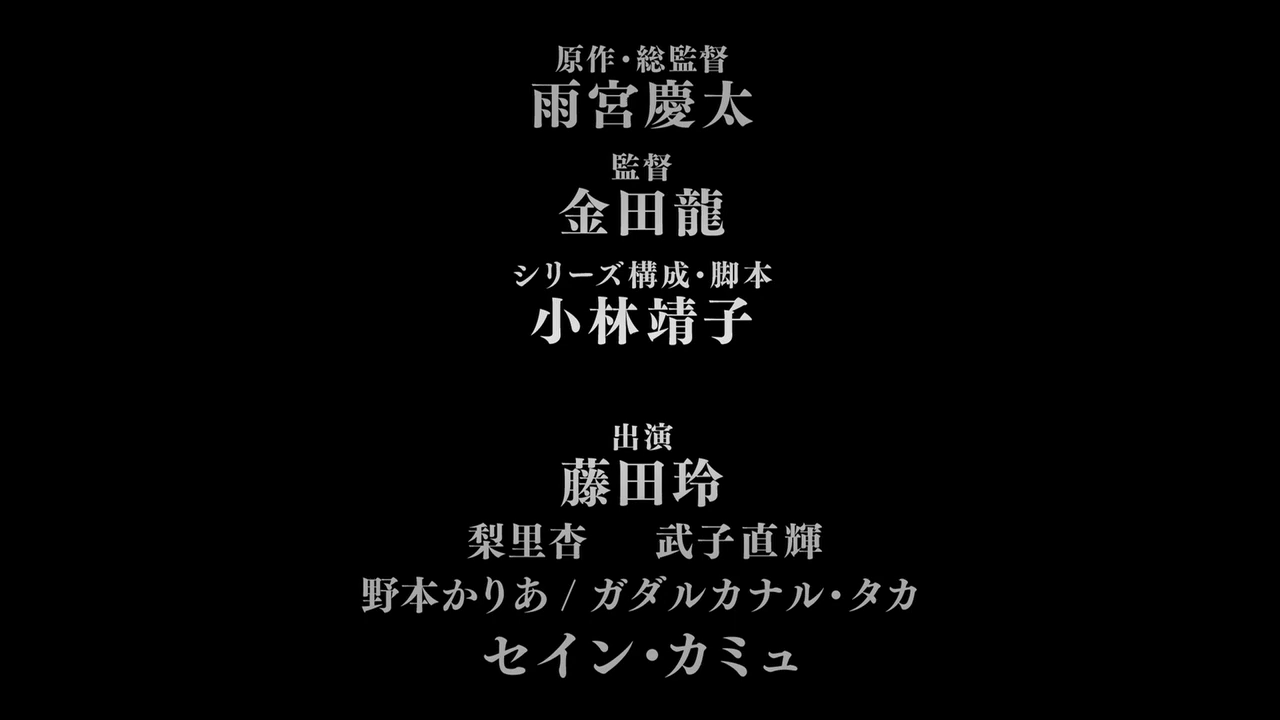 原作・総監督
雨宮慶太
監督
金田龍
シリーズ構成・脚本
小林靖子
出演
藤田玲
梨里杏　武子直輝
野本かりあ / ガダルカナル・タカ
セイン・カミュ